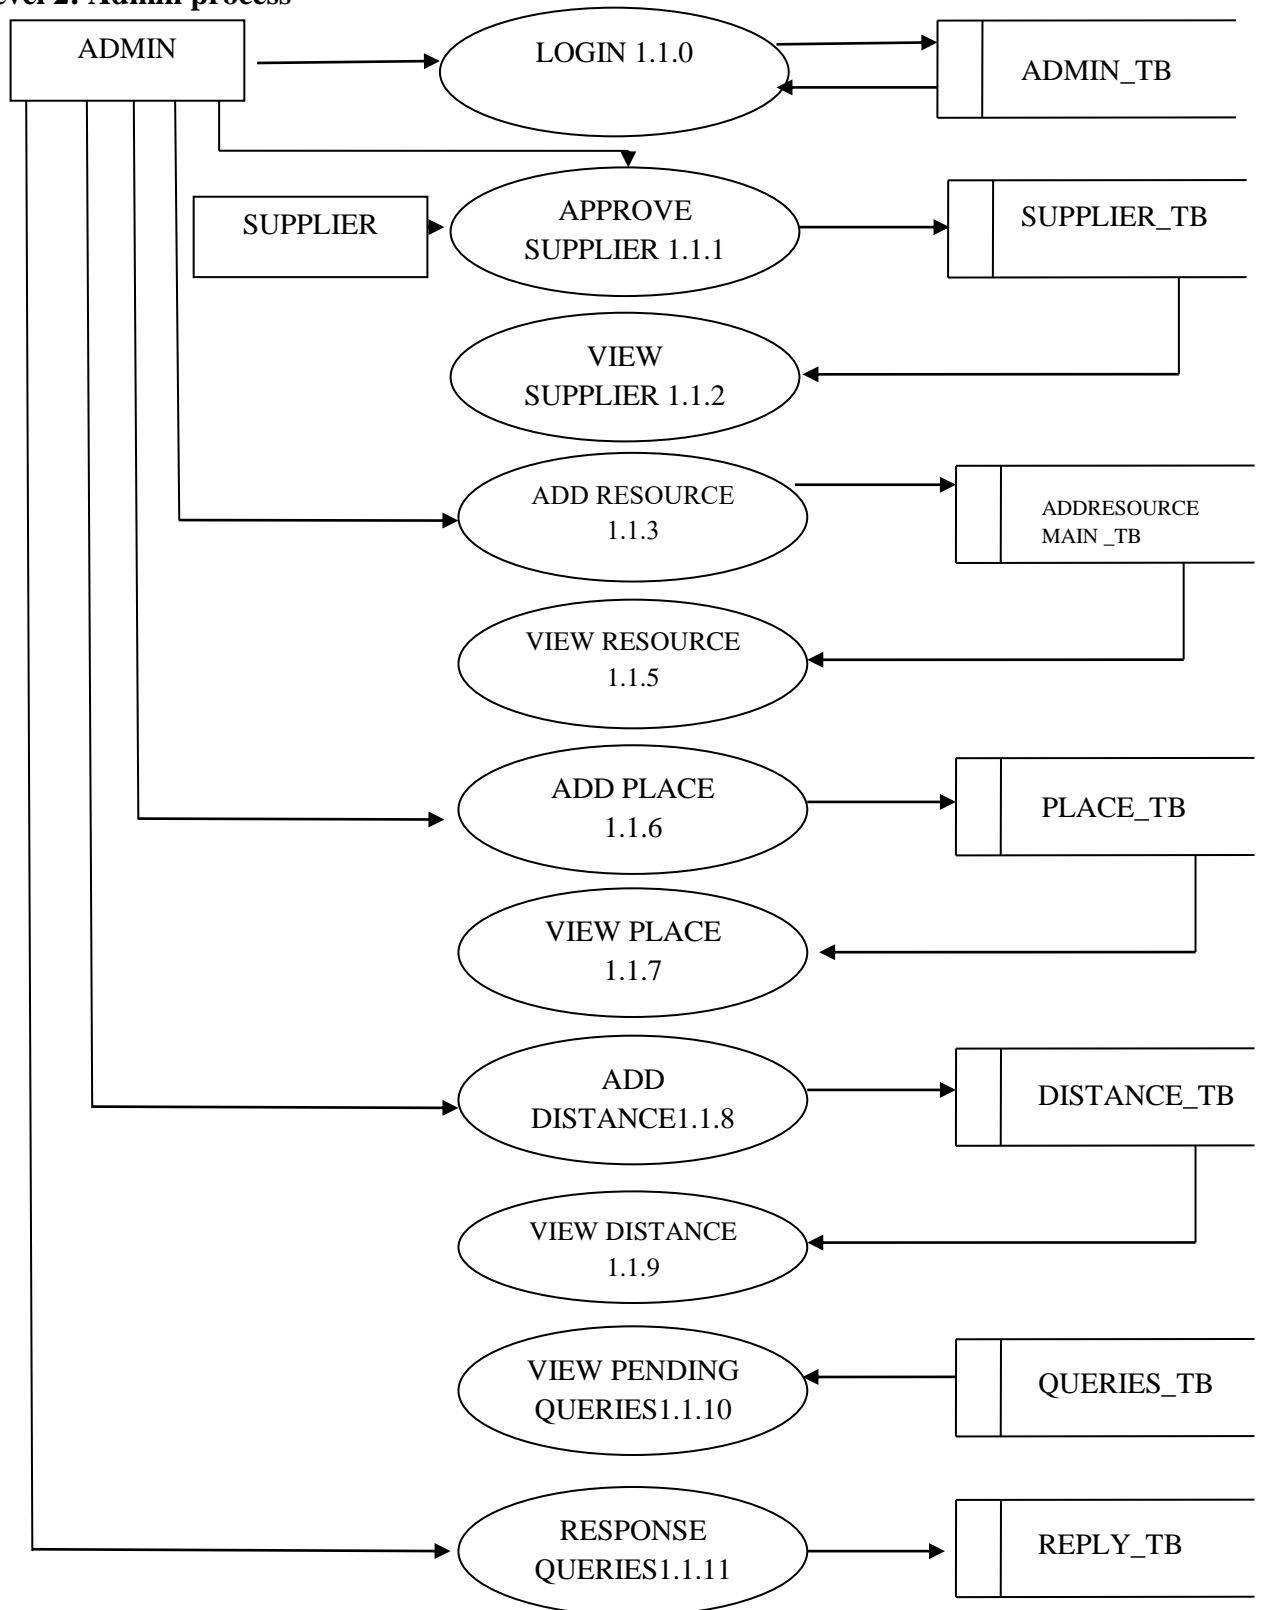 evel 2: Admin process
ADMIN
LOGIN 1.1.0
ADMIN_TB
SUPPLIER
APPROVE
SUPPLIER 1.1.1
SUPPLIER_TB
VIEW
SUPPLIER 1.1.2
ADD RESOURCE
1.1.3
ADDRESOURCE
MAIN _TB
VIEW RESOURCE
1.1.5
ADD PLACE
1.1.6
PLACE_TB
VIEW PLACE
1.1.7
ADD
DISTANCE1.1.8
DISTANCE_TB
VIEW DISTANCE
1.1.9
VIEW PENDING
QUERIES1.1.10
QUERIES_TB
RESPONSE
QUERIES1.1.11
REPLY_TB